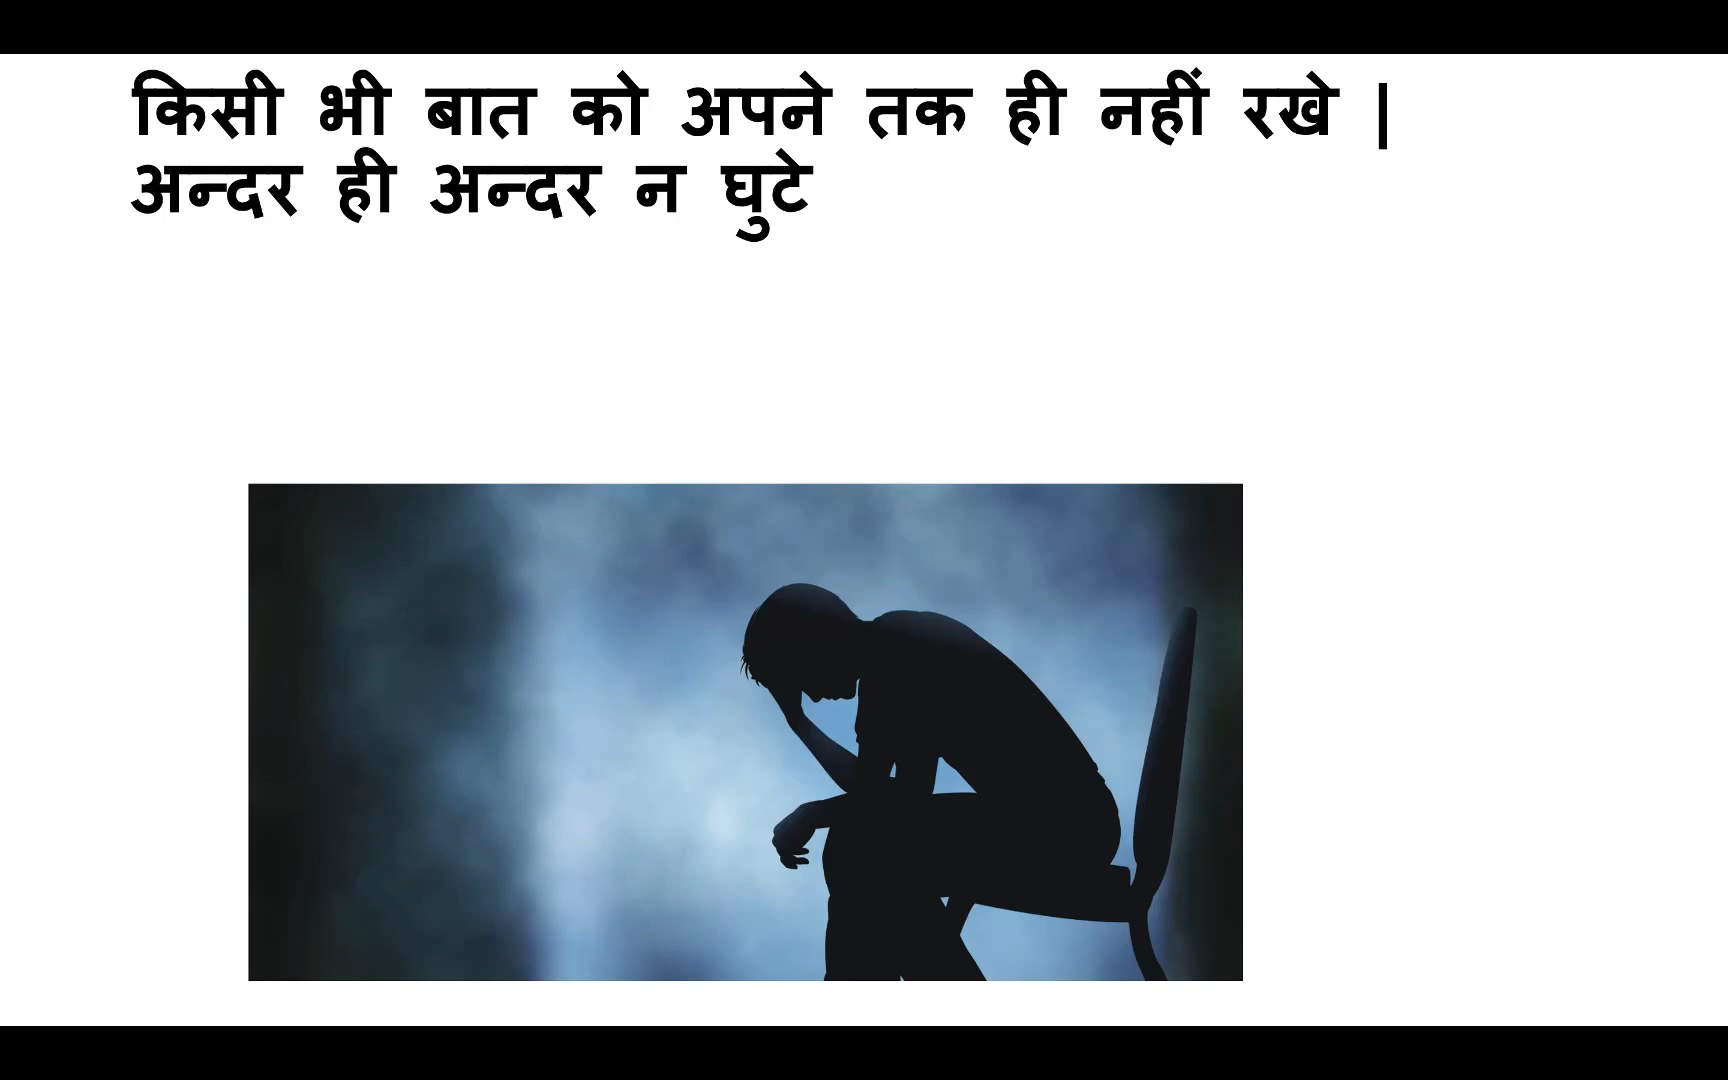 किसी भी बात को अपने तक ही नहीं रखे |
अन्दर ही अन्दर न घुटे